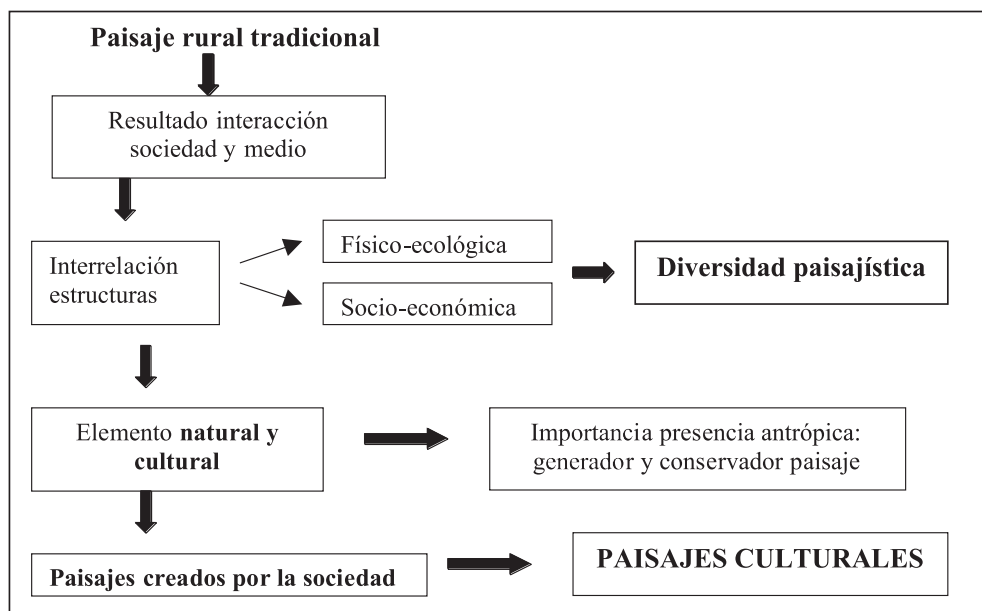 Paisaje rural tradicional
Resultado interacción
sociedad y medio
Interrelación
estructuras
Físico-ecológica
Socio-económica
Diversidad paisajística
Elemento natural y
cultural
Importancia presencia antrópica:
generador y conservador paisaje
Paisajes creados por la sociedad
PAISAJES CULTURALES